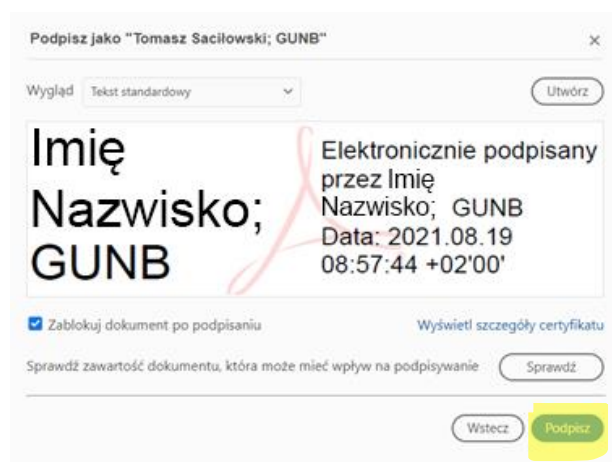 Podpisz jako "Tomasz Saciłowski; GUNB"
×
Wygląd Tekst standardowy
Utwórz
Imię
Nazwisko;
GUNB
Elektronicznie podpisany
przez Imię
Nazwisko; GUNB
Data: 2021.08.19
08:57:44 +02'00'
Zablokuj dokument po podpisaniu
Wyświetl szczegóły certyfikatu
Sprawdź zawartość dokumentu, która może mieć wpływ na podpisywanie
Sprawdź
Wstecz
Podpisz